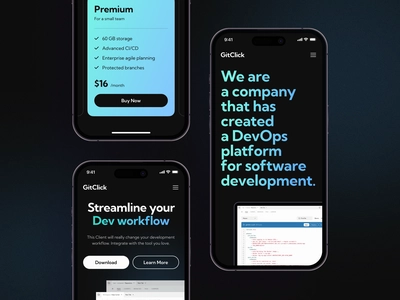 Premium
For a small team
60 GB storage
Advanced CI/CD
Enterprise agile planning
Protected branches
$16 /month
Buy Now
9:41
GitClick
Streamline your
Dev workflow
This Client will really change your development
workflow. Integrate with the tool you love.
Download
Learn More
9:41
GitClick
We are
a company
that has
created
a DevOps
platform
for software
development.